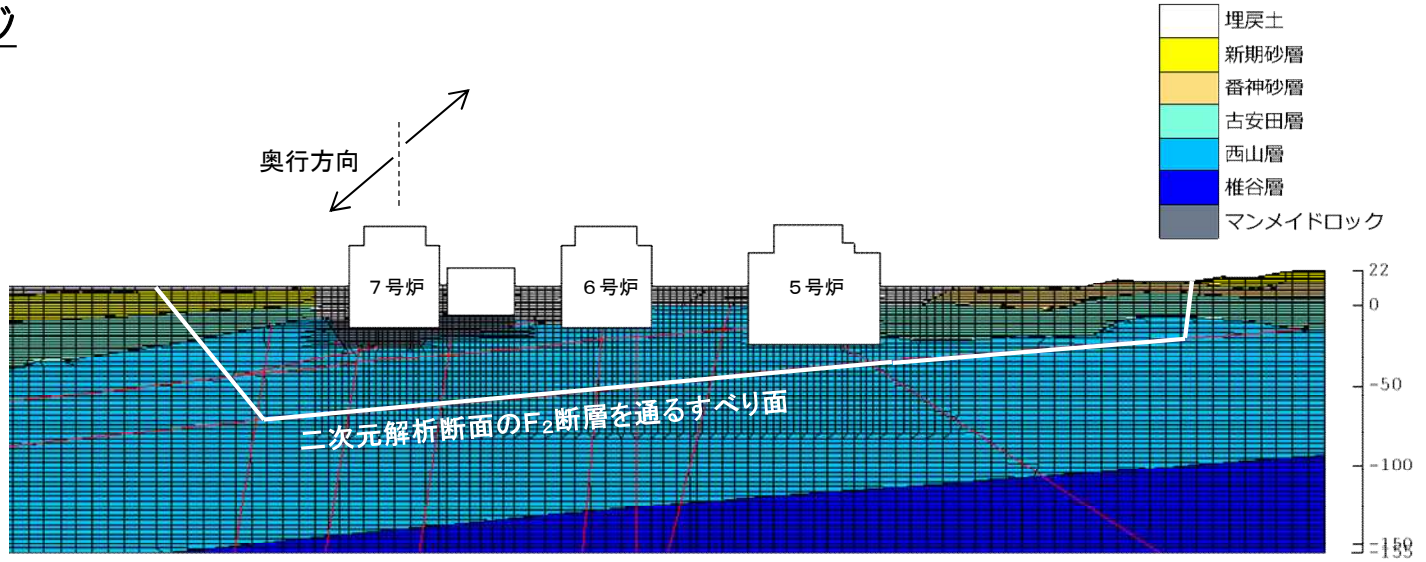 埋戻土
新期砂層
番神砂層
古安田層
西山層
椎谷層
マンメイドロック
奥行方向
7号炉
6号炉
5号炉
二次元解析断面のF₂断層を通るすべり面
22
0
-50
-100
-150
-155